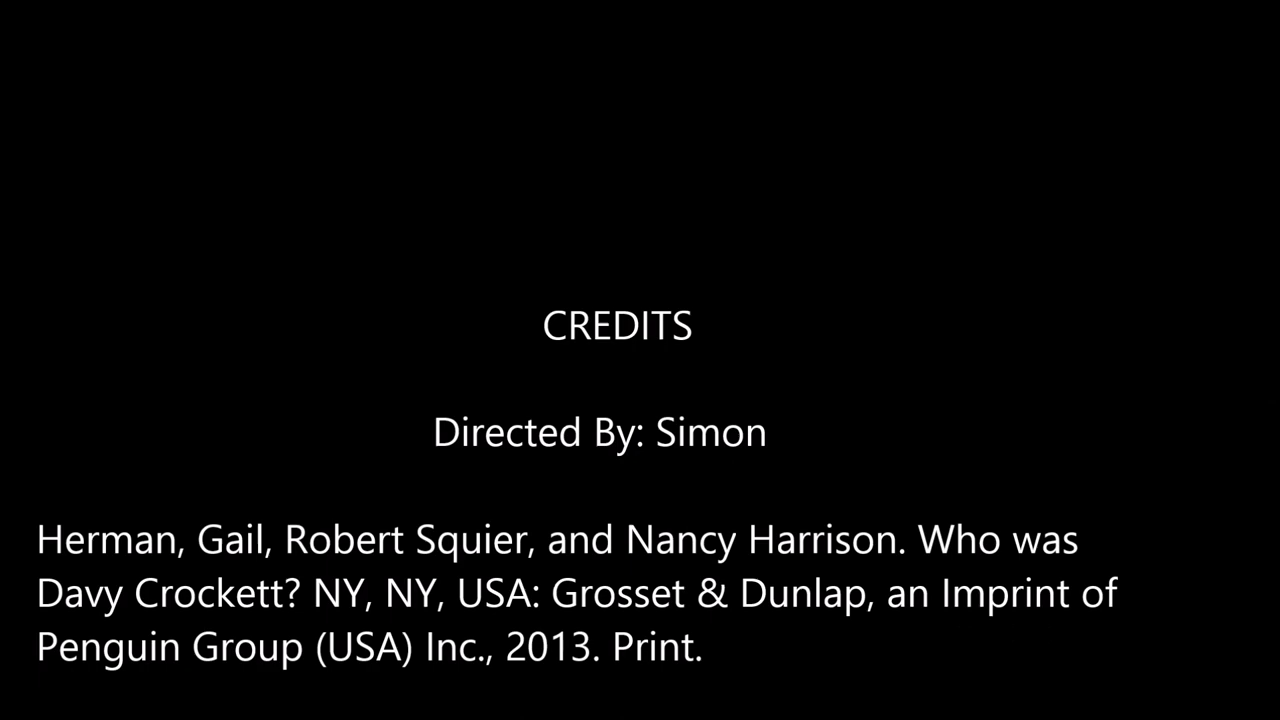 CREDITS
Directed By: Simon
Herman, Gail, Robert Squier, and Nancy Harrison. Who was
Davy Crockett? NY, NY, USA: Grosset & Dunlap, an Imprint of
Penguin Group (USA) Inc., 2013. Print.